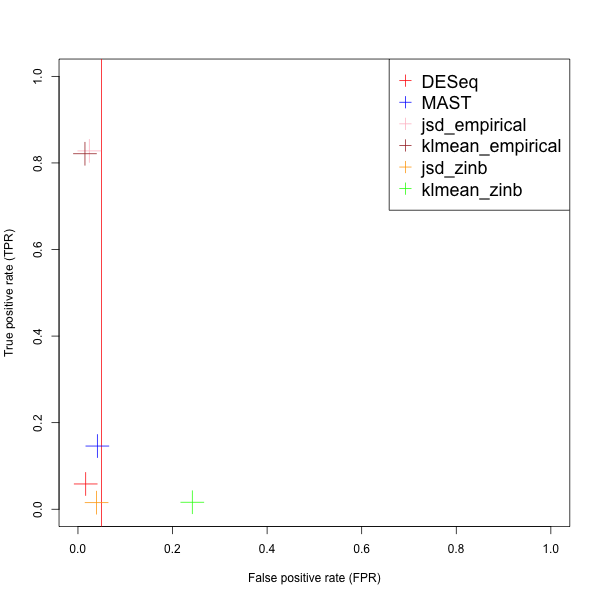 DESeq
MAST
jsd_empirical
klmean_empirical
jsd_zinb
klmean_zinb
1.0
0.8
0.6
0.4
0.2
0.0
True positive rate (TPR)
0.0 0.2 0.4 0.6 0.8 1.0
False positive rate (FPR)